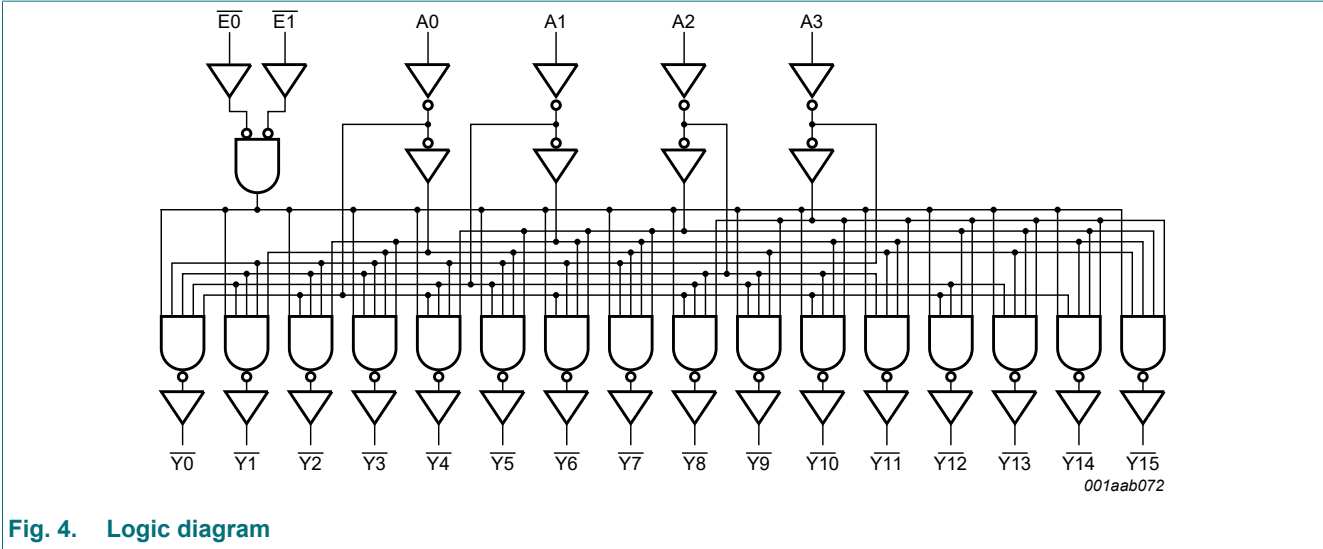 E0 E1 A0 A1 A2 A3
Y0 Y1 Y2 Y3 Y4 Y5 Y6 Y7 Y8 Y9 Y10 Y11 Y12 Y13 Y14 Y15
001aab072
Fig. 4. Logic diagram